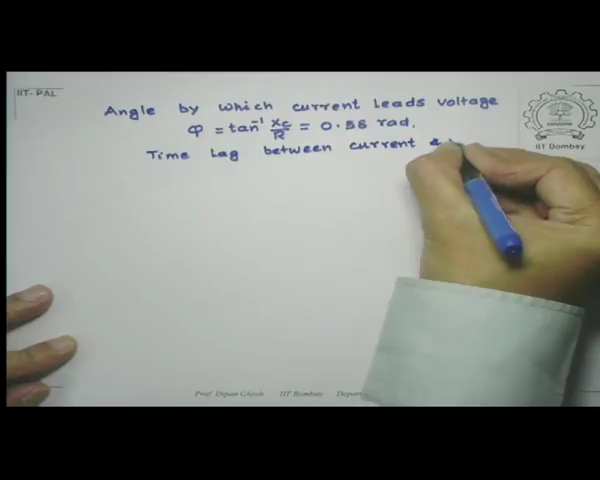 IIT- PAL
Angle by which current leads voltage
φ = tan⁻¹ Xc/R = 0.56 rad.
Time Lag between current &
IIT Bombay
Prof. Dipan Ghosh IIT Bombay